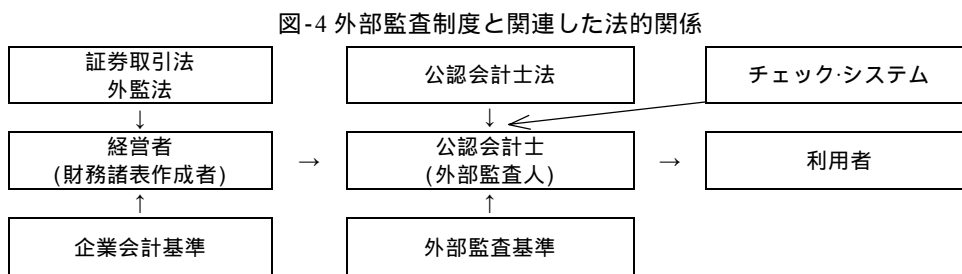 図-4 外部監査制度と関連した法的関係
証券取引法
外監法
公認会計士法
チェック·システム
↓
↓
経営者
(財務諸表作成者)
→
公認会計士
(外部監査人)
→
利用者
↑
↑
企業会計基準
外部監査基準